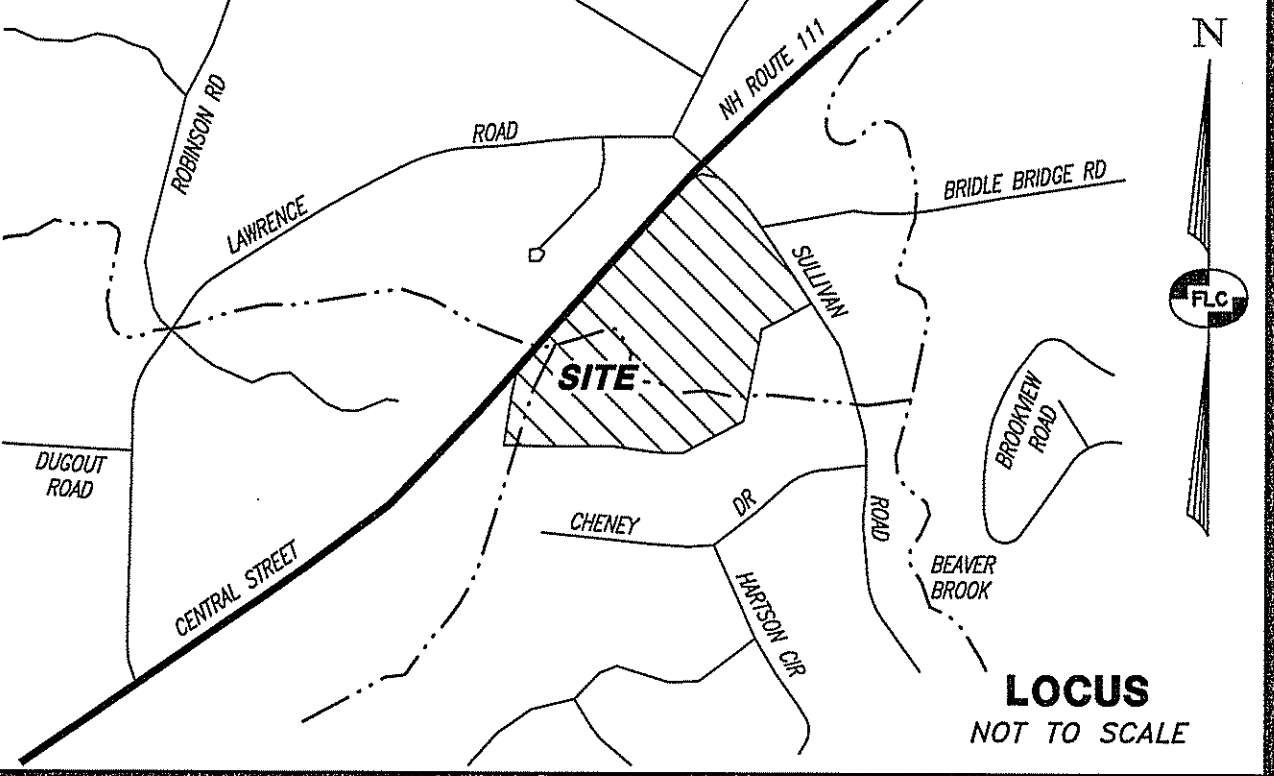 N
NH ROUTE 111
ROBINSON RD
ROAD
BRIDLE BRIDGE RD
LAWRENCE
SULLIVAN
FLC
SITE
BROOKVIEW
ROAD
DUGOUT
ROAD
DR
CHENEY
ROAD
CENTRAL STREET
BEAVER
BROOK
HARTSON CIR
LOCUS
NOT TO SCALE